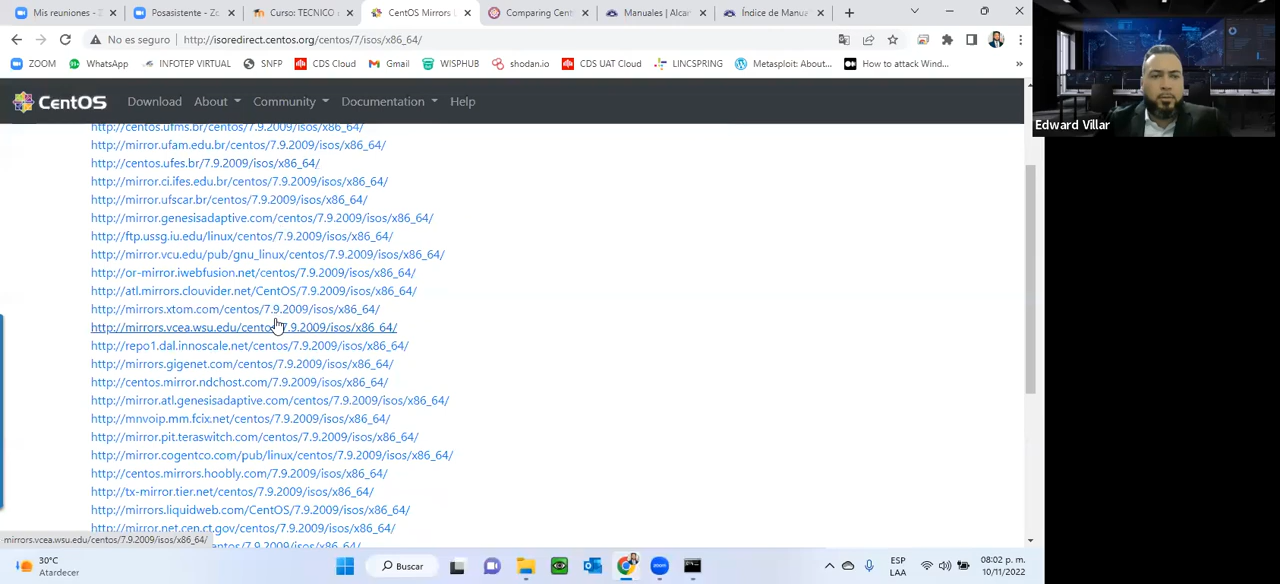 Mis reuniones - Z
Posasistente - Zo
Curso: TECNICO
CentOS Mirrors L
Comparing Cent
Manuales | Alcar
Índice de Manua
No es seguro
http://isoredirect.centos.org/centos/7/isos/x86_64/
ZOOM
WhatsApp
INFOTEP VIRTUAL
SNFP
CDS Cloud
Gmail
WISPHUB
shodan.io
CDS UAT Cloud
LINCSPRING
Metasploit: About...
How to attack Wind...
»
Edward Villar
CentOS
Download
About
Community
Documentation
Help
http://centos.ufms.br/centos/7.9.2009/isos/x86_64/
http://mirror.ufam.edu.br/centos/7.9.2009/isos/x86_64/
http://centos.ufes.br/7.9.2009/isos/x86_64/
http://mirror.ci.ifes.edu.br/centos/7.9.2009/isos/x86_64/
http://mirror.ufscar.br/centos/7.9.2009/isos/x86_64/
http://mirror.genesisadaptive.com/centos/7.9.2009/isos/x86_64/
http://ftp.ussg.iu.edu/linux/centos/7.9.2009/isos/x86_64/
http://mirror.vcu.edu/pub/gnu_linux/centos/7.9.2009/isos/x86_64/
http://or-mirror.iwebfusion.net/centos/7.9.2009/isos/x86_64/
http://atl.mirrors.clouvider.net/CentOS/7.9.2009/isos/x86_64/
http://mirrors.xtom.com/centos/7.9.2009/isos/x86_64/
http://mirrors.vcea.wsu.edu/centos/7.9.2009/isos/x86_64/
http://repo1.dal.innoscale.net/centos/7.9.2009/isos/x86_64/
http://mirrors.gigenet.com/centos/7.9.2009/isos/x86_64/
http://centos.mirror.ndchost.com/7.9.2009/isos/x86_64/
http://mirror.atl.genesisadaptive.com/centos/7.9.2009/isos/x86_64/
http://mnvoip.mm.fcix.net/centos/7.9.2009/isos/x86_64/
http://mirror.pit.teraswitch.com/centos/7.9.2009/isos/x86_64/
http://mirror.cogentco.com/pub/linux/centos/7.9.2009/isos/x86_64/
http://centos.mirrors.hoobly.com/7.9.2009/isos/x86_64/
http://tx-mirror.tier.net/centos/7.9.2009/isos/x86_64/
http://mirrors.liquidweb.com/CentOS/7.9.2009/isos/x86_64/
http://mirror.net.cen.ct.gov/centos/7.9.2009/isos/x86_64/
mirrors.vcea.wsu.edu/centos/7.9.2009/isos/x86_64/
30°C
Atardecer
Buscar
zoom
ESP
LAA
08:02 p. m.
10/11/2022